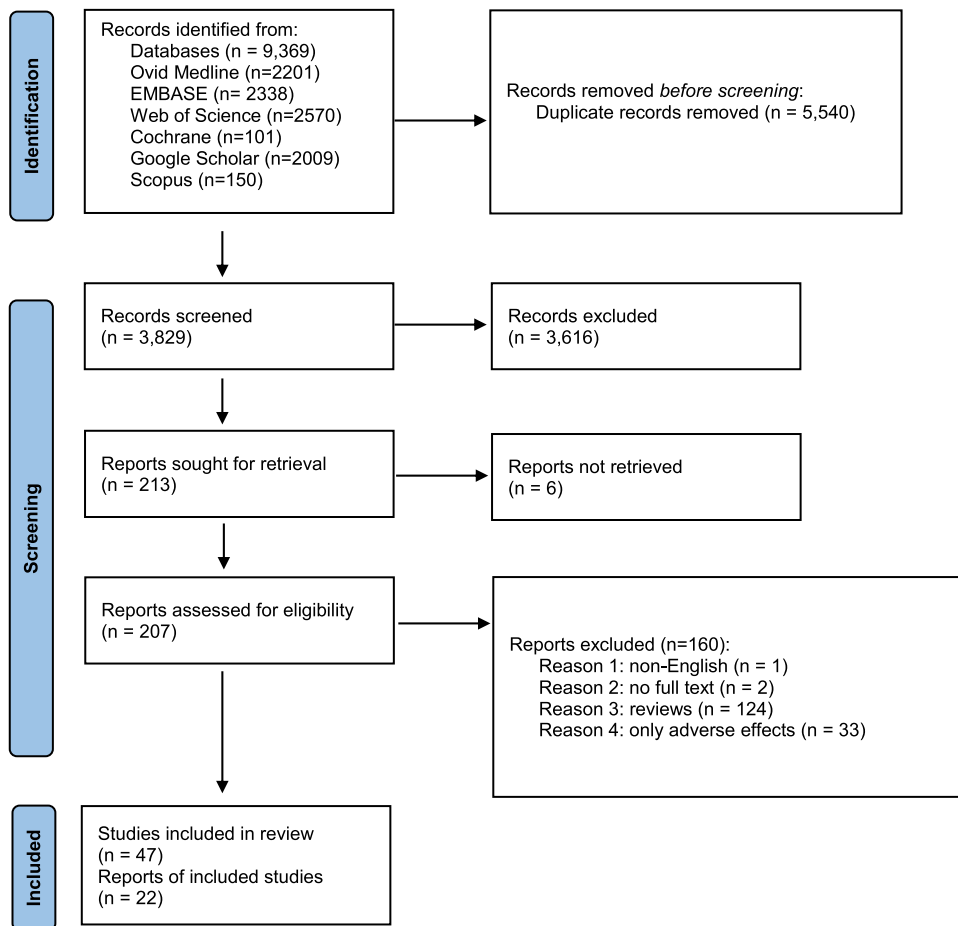 Identification
Records identified from:
Databases (n = 9,369)
Ovid Medline (n=2201)
EMBASE (n= 2338)
Web of Science (n=2570)
Cochrane (n=101)
Google Scholar (n=2009)
Scopus (n=150)
Records removed before screening:
Duplicate records removed (n = 5,540)
Screening
Records screened
(n = 3,829)
Records excluded
(n = 3,616)
Reports sought for retrieval
(n = 213)
Reports not retrieved
(n = 6)
Reports assessed for eligibility
(n = 207)
Reports excluded (n=160):
Reason 1: non-English (n = 1)
Reason 2: no full text (n = 2)
Reason 3: reviews (n = 124)
Reason 4: only adverse effects (n = 33)
Included
Studies included in review
(n = 47)
Reports of included studies
(n = 22)